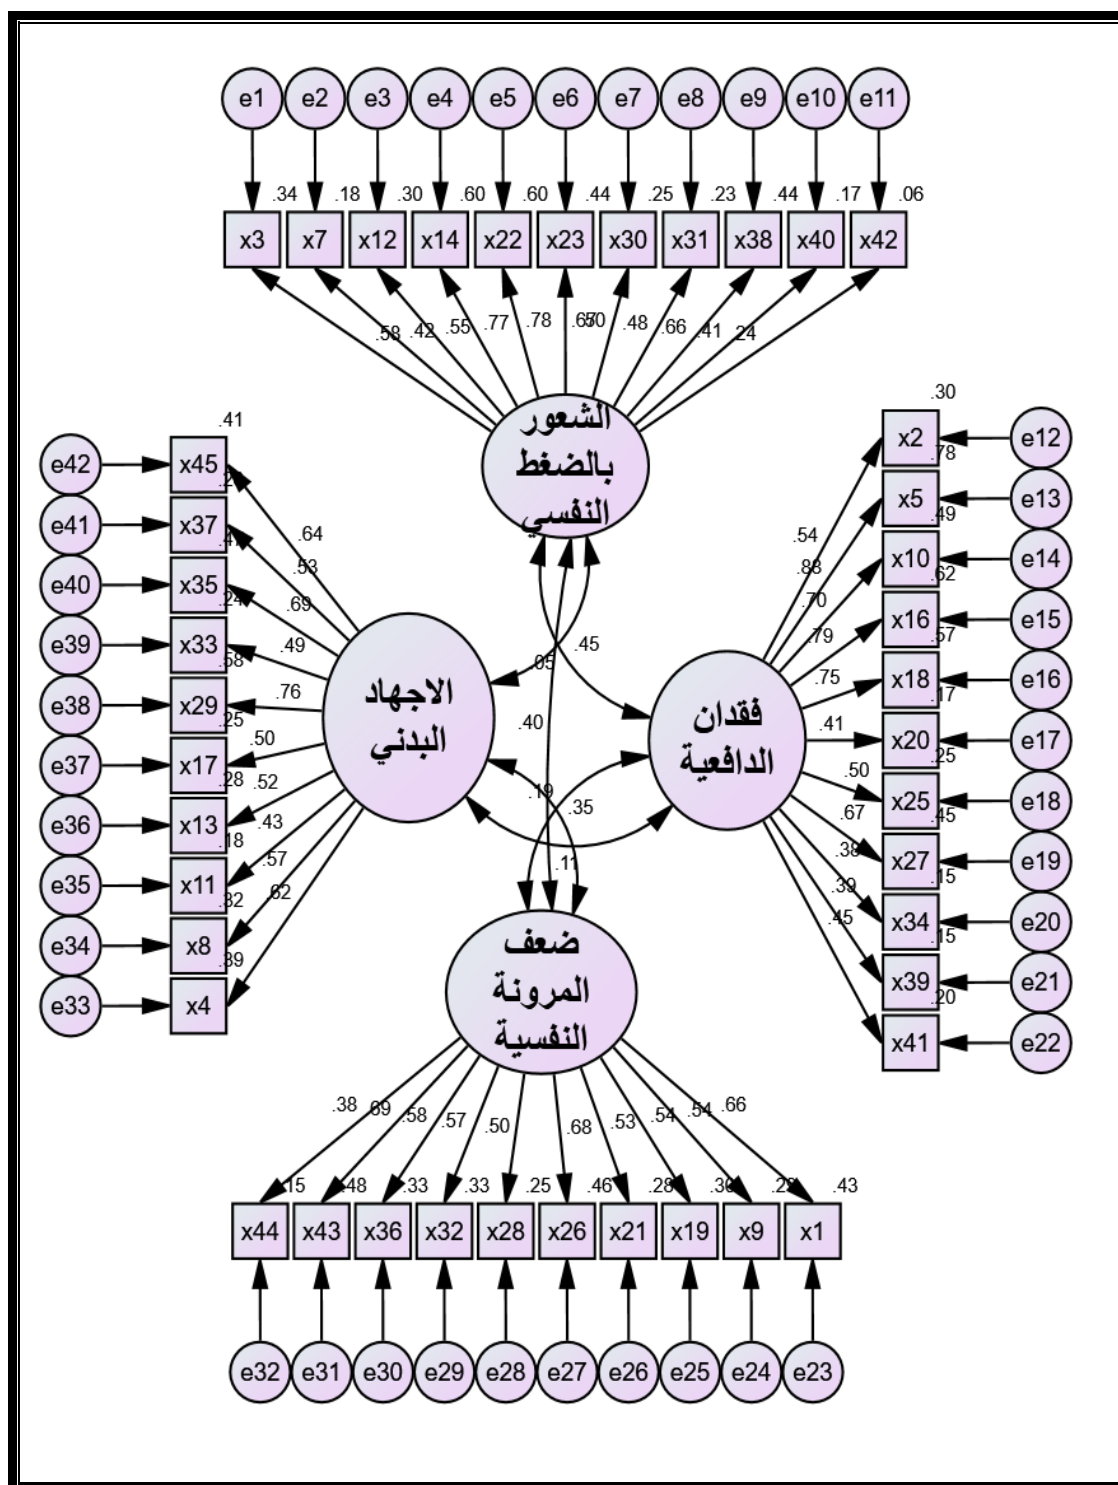 e1 e2 e3 e4 e5 e6 e7 e8 e9 e10 e11
.34 .18 .30 .60 .60 .44 .25 .23 .44 .17 .06
x3 x7 x12 x14 x22 x23 x30 x31 x38 x40 x42
.58 .42 .55 .77 .78 .50 .48 .66 .41 .24
الشعور
بالضغط
النفسي
.41
e42 x45
e41 x37
e40 x35
.24
e39 x33
.58
e38 x29
.25
e37 x17
.28
e36 x13
.18
e35 x11
.32
e34 x8
.39
e33 x4
.64
.53
.69
.49
.76
.50
.52
.43
.57
.62
الاجهاد
البدني
.45
.05
.40
.19
.35
.11
فقدان
الدافعية
.30
x2 e12
.78
x5 e13
.49
x10 e14
.62
x16 e15
.57
x18 e16
.17
x20 e17
.25
x25 e18
.45
x27 e19
.15
x34 e20
.15
x39 e21
.20
x41 e22
.54
.88
.70
.79
.75
.41
.50
.67
.38
.39
.45
ضعف
المرونة
النفسية
.38 .69 .58 .57 .50 .68 .53 .54 .54 .66
.15 .48 .33 .33 .25 .46 .28 .30 .43
x44 x43 x36 x32 x28 x26 x21 x19 x9 x1
e32 e31 e30 e29 e28 e27 e26 e25 e24 e23